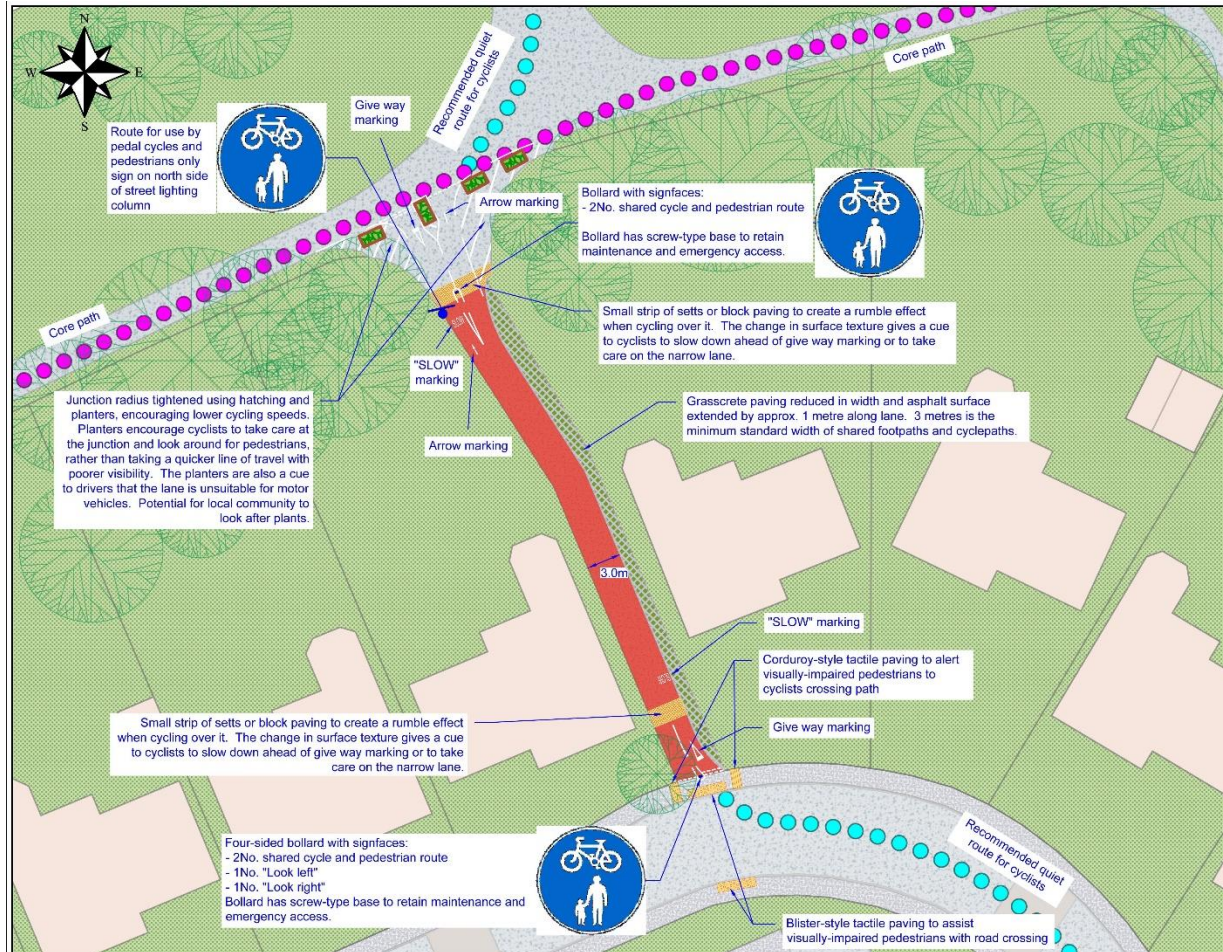 N
W
E
S
Recommended quiet
route for cyclists
Core path
Give way
marking
Route for use by
pedal cycles and
pedestrians only
sign on north side
of street lighting
column
Arrow marking
Bollard with signfaces:
- 2No. shared cycle and pedestrian route
Bollard has screw-type base to retain
maintenance and emergency access.
Core path
Small strip of setts or block paving to create a rumble effect
when cycling over it. The change in surface texture gives a cue
to cyclists to slow down ahead of give way marking or to take
care on the narrow lane.
"SLOW"
marking
Junction radius tightened using hatching and
planters, encouraging lower cycling speeds.
Planters encourage cyclists to take care at
the junction and look around for pedestrians,
rather than taking a quicker line of travel with
poorer visibility. The planters are also a cue
to drivers that the lane is unsuitable for motor
vehicles. Potential for local community to
look after plants.
Arrow marking
Grasscrete paving reduced in width and asphalt surface
extended by approx. 1 metre along lane. 3 metres is the
minimum standard width of shared footpaths and cyclepaths.
3.0m
"SLOW" marking
Corduroy-style tactile paving to alert
visually-impaired pedestrians to
cyclists crossing path
Small strip of setts or block paving to create a rumble effect
when cycling over it. The change in surface texture gives a cue
to cyclists to slow down ahead of give way marking or to take
care on the narrow lane.
Give way marking
Four-sided bollard with signfaces:
- 2No. shared cycle and pedestrian route
- 1No. "Look left"
- 1No. "Look right"
Bollard has screw-type base to retain maintenance and
emergency access.
Recommended quiet
route for cyclists
Blister-style tactile paving to assist
visually-impaired pedestrians with road crossing